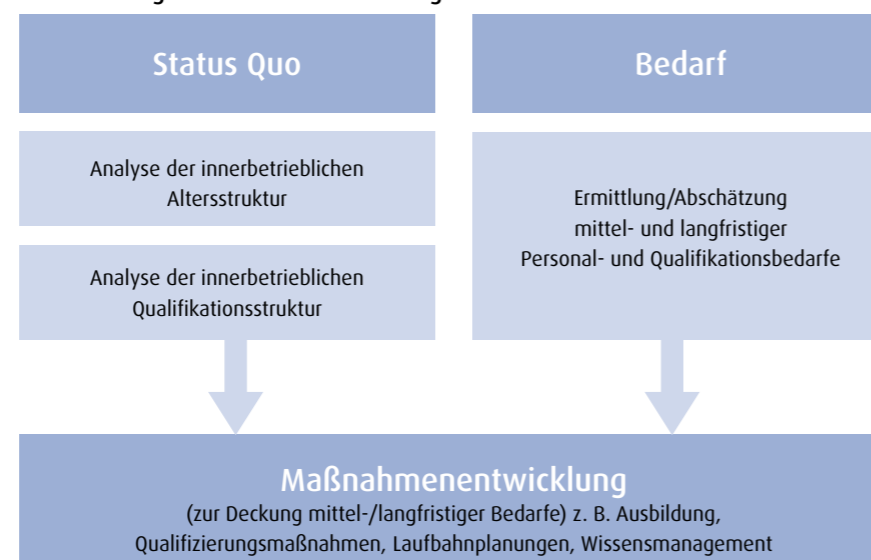 Status Quo
Analyse der innerbetrieblichen
Altersstruktur
Analyse der innerbetrieblichen
Qualifikationsstruktur
Bedarf
Ermittlung/Abschätzung
mittel- und langfristiger
Personal- und Qualifikationsbedarfe
Maßnahmenentwicklung
(zur Deckung mittel-/langfristiger Bedarfe) z. B. Ausbildung,
Qualifizierungsmaßnahmen, Laufbahnplanungen, Wissensmanagement